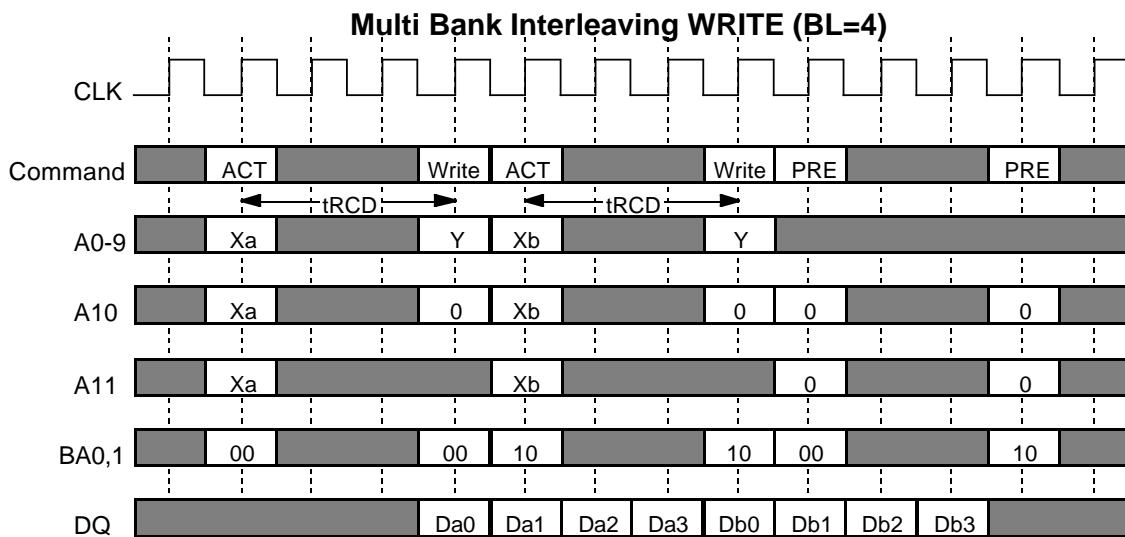 Multi Bank Interleaving WRITE (BL=4)
CLK
Command ACT Write ACT Write PRE PRE
tRCD tRCD
A0-9 Xa Y Xb Y
A10 Xa 0 Xb 0 0 0
A11 Xa Xb 0 0
BA0,1 00 00 10 10 00 10
DQ Da0 Da1 Da2 Da3 Db0 Db1 Db2 Db3